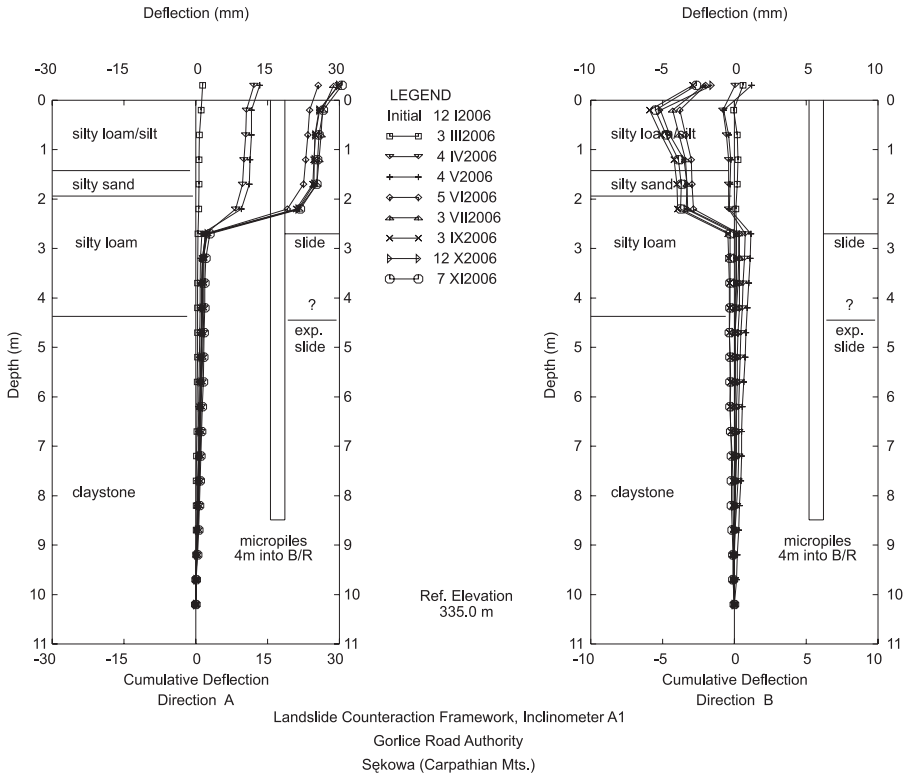 Deflection (mm)
-30 -15 0 15 30
0
1
2
3
4
5
6
7
8
9
10
11
Depth (m)
silty loam/silt
silty sand
silty loam
claystone
slide
?
exp.
slide
micropiles
4m into B/R
0
1
2
3
4
5
6
7
8
9
10
11
-30 -15 0 15 30
Cumulative Deflection
Direction A
LEGEND
Initial 12 I2006
3 III2006
4 IV2006
4 V2006
5 VI2006
3 VII2006
3 IX2006
12 X2006
7 XI2006
Ref. Elevation
335.0 m
Deflection (mm)
-10 -5 0 5 10
0
1
2
3
4
5
6
7
8
9
10
11
Depth (m)
silty loam/silt
silty sand
silty loam
claystone
slide
?
exp.
slide
micropiles
4m into B/R
0
1
2
3
4
5
6
7
8
9
10
11
-10 -5 0 5 10
Cumulative Deflection
Direction B
Landslide Counteraction Framework, Inclinometer A1
Gorlice Road Authority
Sękowa (Carpathian Mts.)